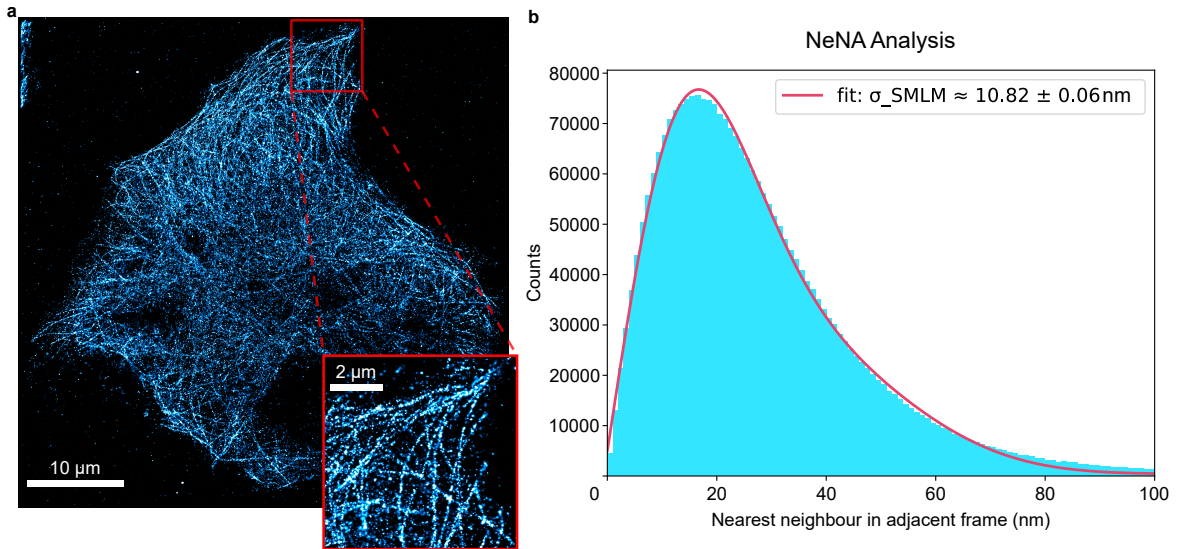 a
10 µm
2 µm
b
NeNA Analysis
fit: σ_SMLM ≈ 10.82 ± 0.06nm
Counts
80000
70000
60000
50000
40000
30000
20000
10000
0
20
40
60
80
100
Nearest neighbour in adjacent frame (nm)